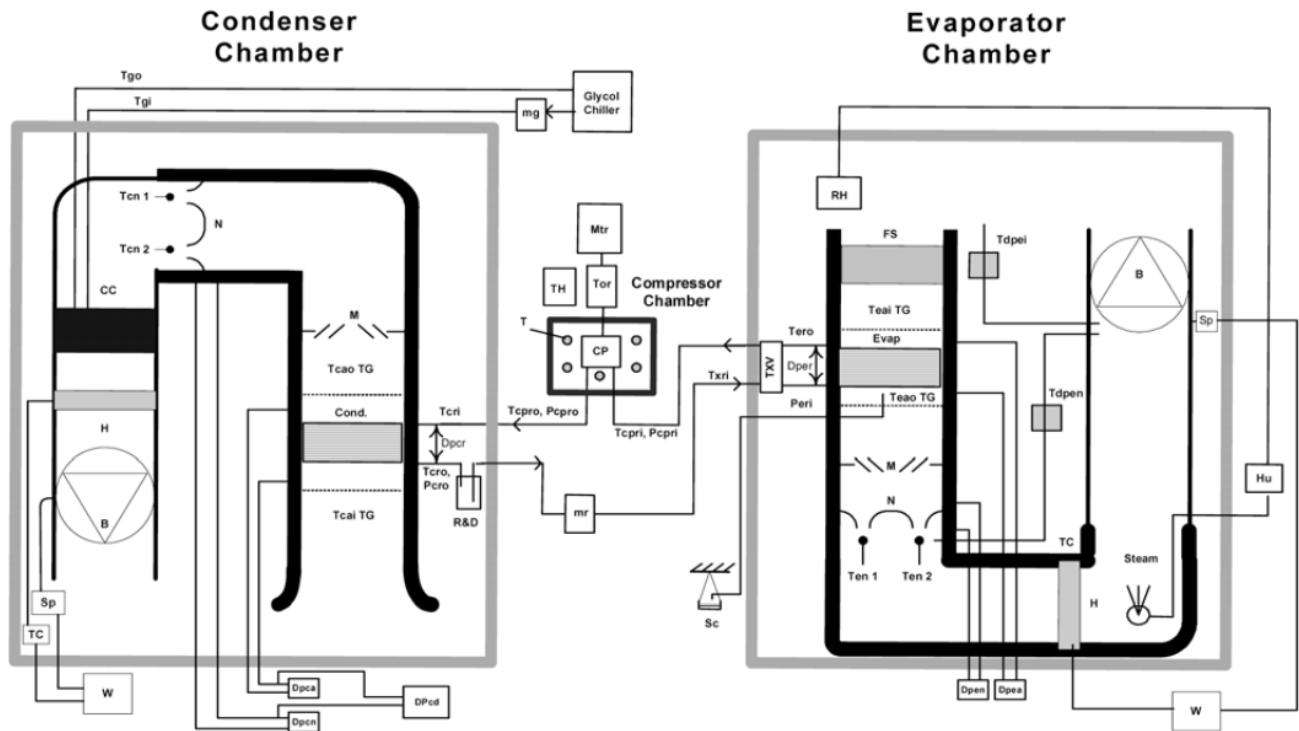 Condenser
Chamber
Evaporator
Chamber
Tgo
Tgi
mg
Glycol
Chiller
Tcn 1
Tcn 2
N
CC
H
B
Sp
TC
W
M
Tcao TG
Cond.
Tcai TG
Tcri
Dpcr
Tcro,
Pcro
R&D
Dpca
Dpcn
DPcd
Mtr
TH
Tor
Compressor
Chamber
T
CP
Tcpro, Pcpro
Tcpri, Pcpri
mr
Sc
RH
FS
Teai TG
Tero
Evap
TXV
Dper
Txri
Peri
Teao TG
M
N
Ten 1
Ten 2
Tdpei
Tdpen
B
Sp
Hu
TC
Steam
H
Dpen
Dpea
W